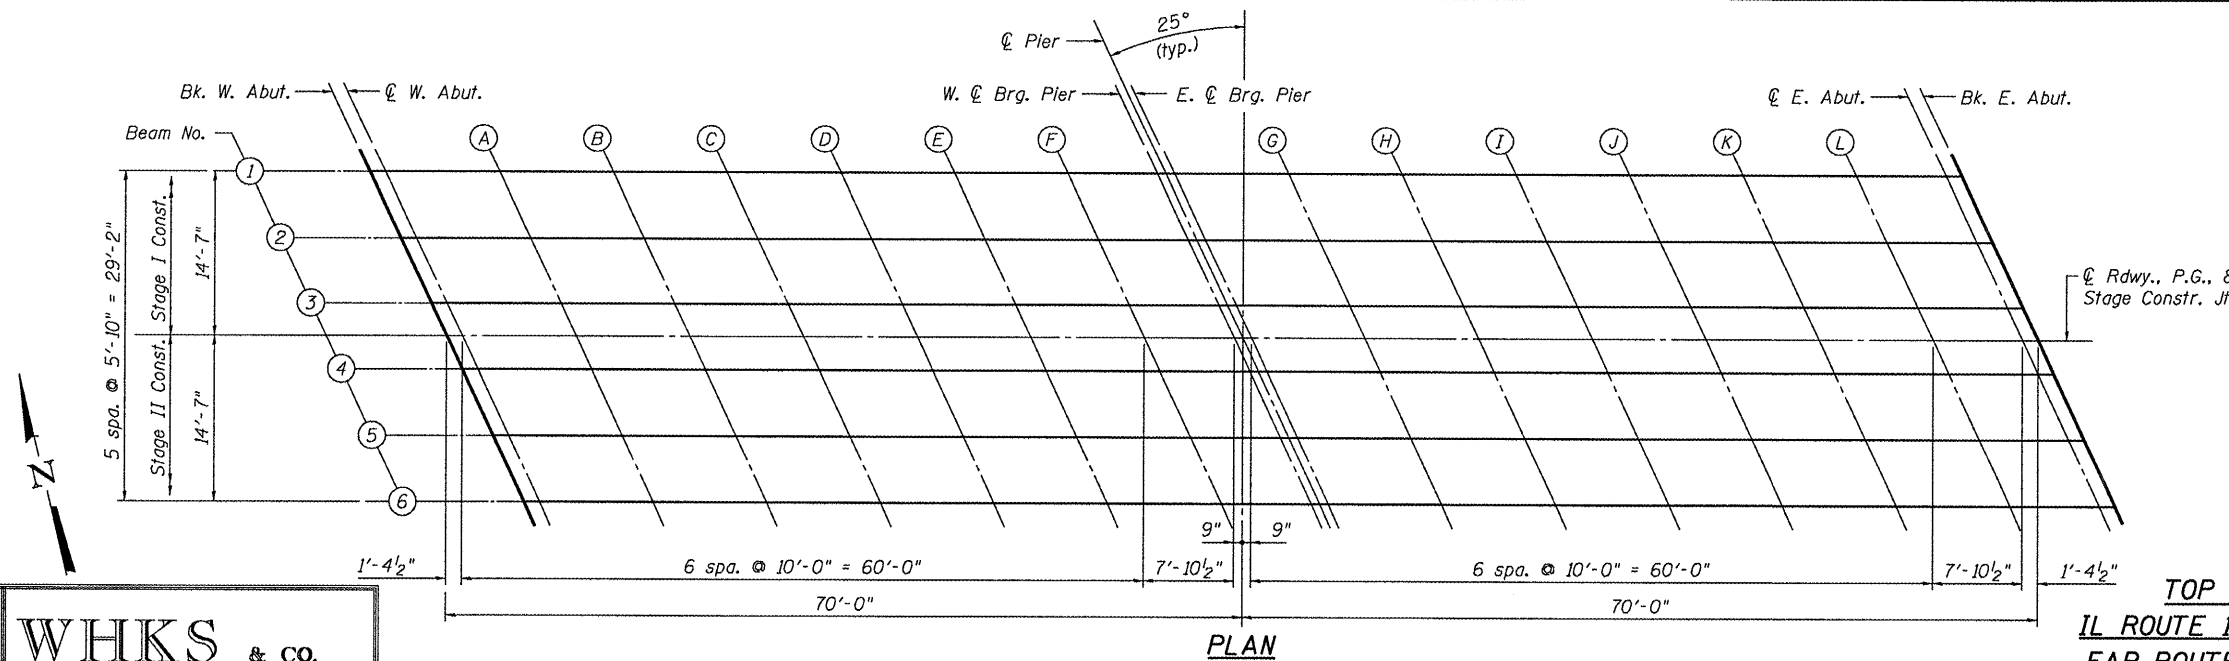 25°
(typ.)
℄ Pier
Bk. W. Abut.
℄ W. Abut.
W. ℄ Brg. Pier
E. ℄ Brg. Pier
℄ E. Abut.
Bk. E. Abut.
Beam No.
A
B
C
D
E
F
G
H
I
J
K
L
1
2
3
4
5
6
5 spa. @ 5'-10" = 29'-2"
Stage I Const.
14'-7"
Stage II Const.
14'-7"
℄ Rdwy., P.G., &
Stage Constr. Jt
N
9"
9"
1'-4½"
6 spa. @ 10'-0" = 60'-0"
7'-10½"
6 spa. @ 10'-0" = 60'-0"
7'-10½"
1'-4½"
70'-0"
70'-0"
PLAN
TOP
IL ROUTE
FAP ROUTE
WHKS & CO.